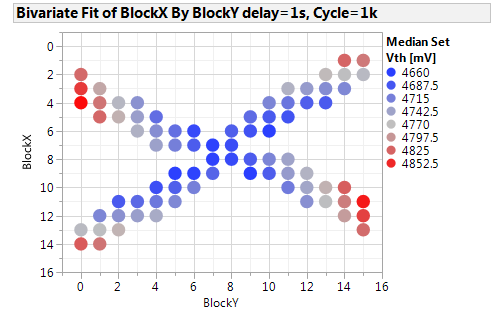 Bivariate Fit of BlockX By BlockY delay=1s, Cycle=1k
Median Set
Vth [mV]
4660
4687.5
4715
4742.5
4770
4797.5
4825
4852.5
BlockX
0
2
4
6
8
10
12
14
16
0 2 4 6 8 10 12 14 16
BlockY